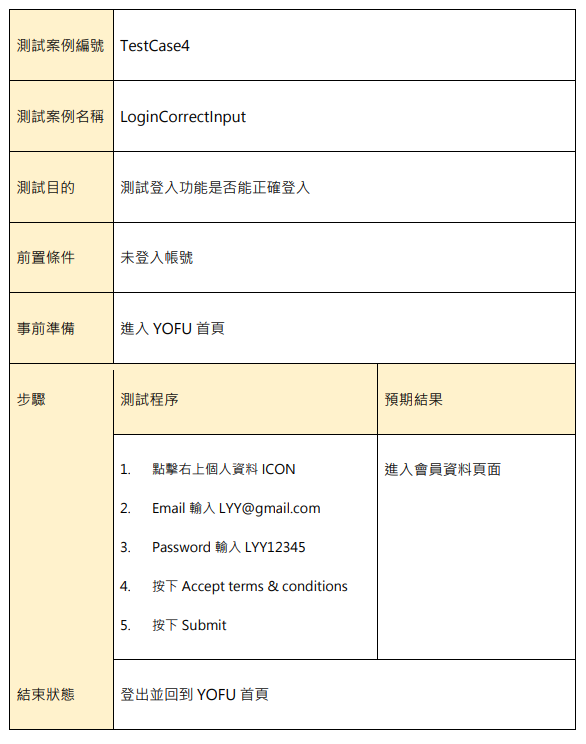 測試案例編號 TestCase4
測試案例名稱 LoginCorrectInput
測試目的 測試登入功能是否能正確登入
前置條件 未登入帳號
事前準備 進入 YOFU 首頁
步驟 測試程序 預期結果
1. 點擊右上個人資料 ICON 進入會員資料頁面
2. Email 輸入 LYY@gmail.com
3. Password 輸入 LYY12345
4. 按下 Accept terms & conditions
5. 按下 Submit
結束狀態 登出並回到 YOFU 首頁